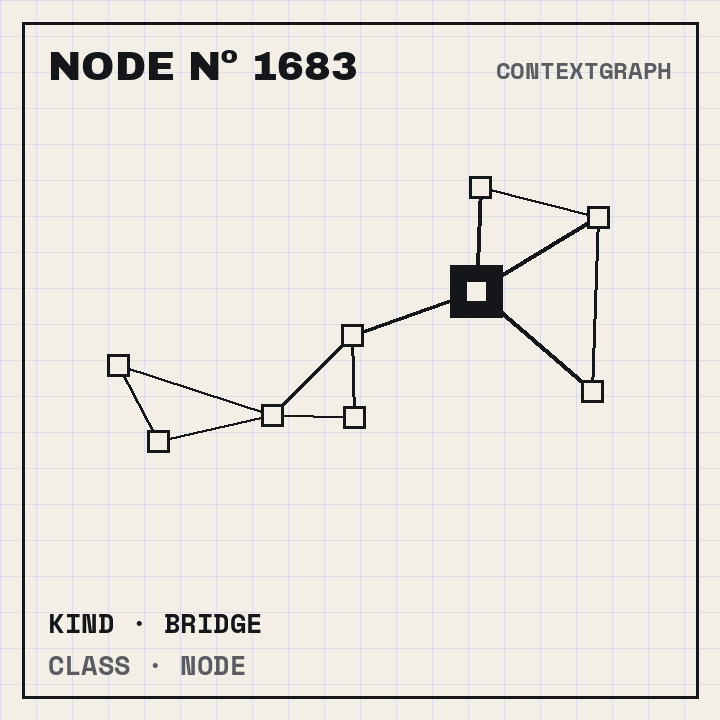 NODE Nº 1683
CONTEXTGRAPH
KIND · BRIDGE
CLASS · NODE